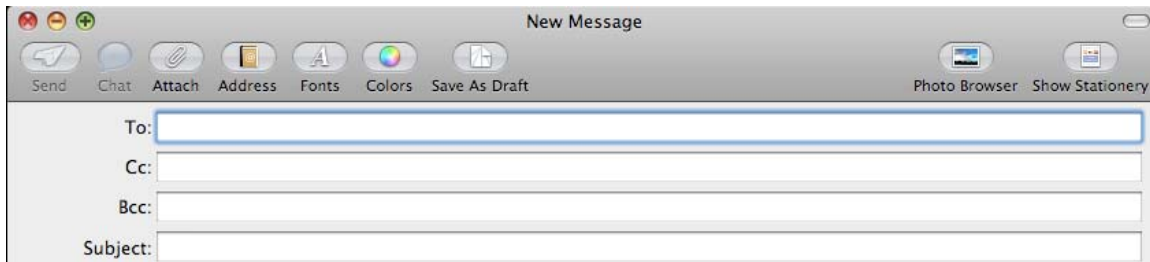 New Message
Send Chat Attach Address Fonts Colors Save As Draft Photo Browser Show Stationery
To:
Cc:
Bcc:
Subject: